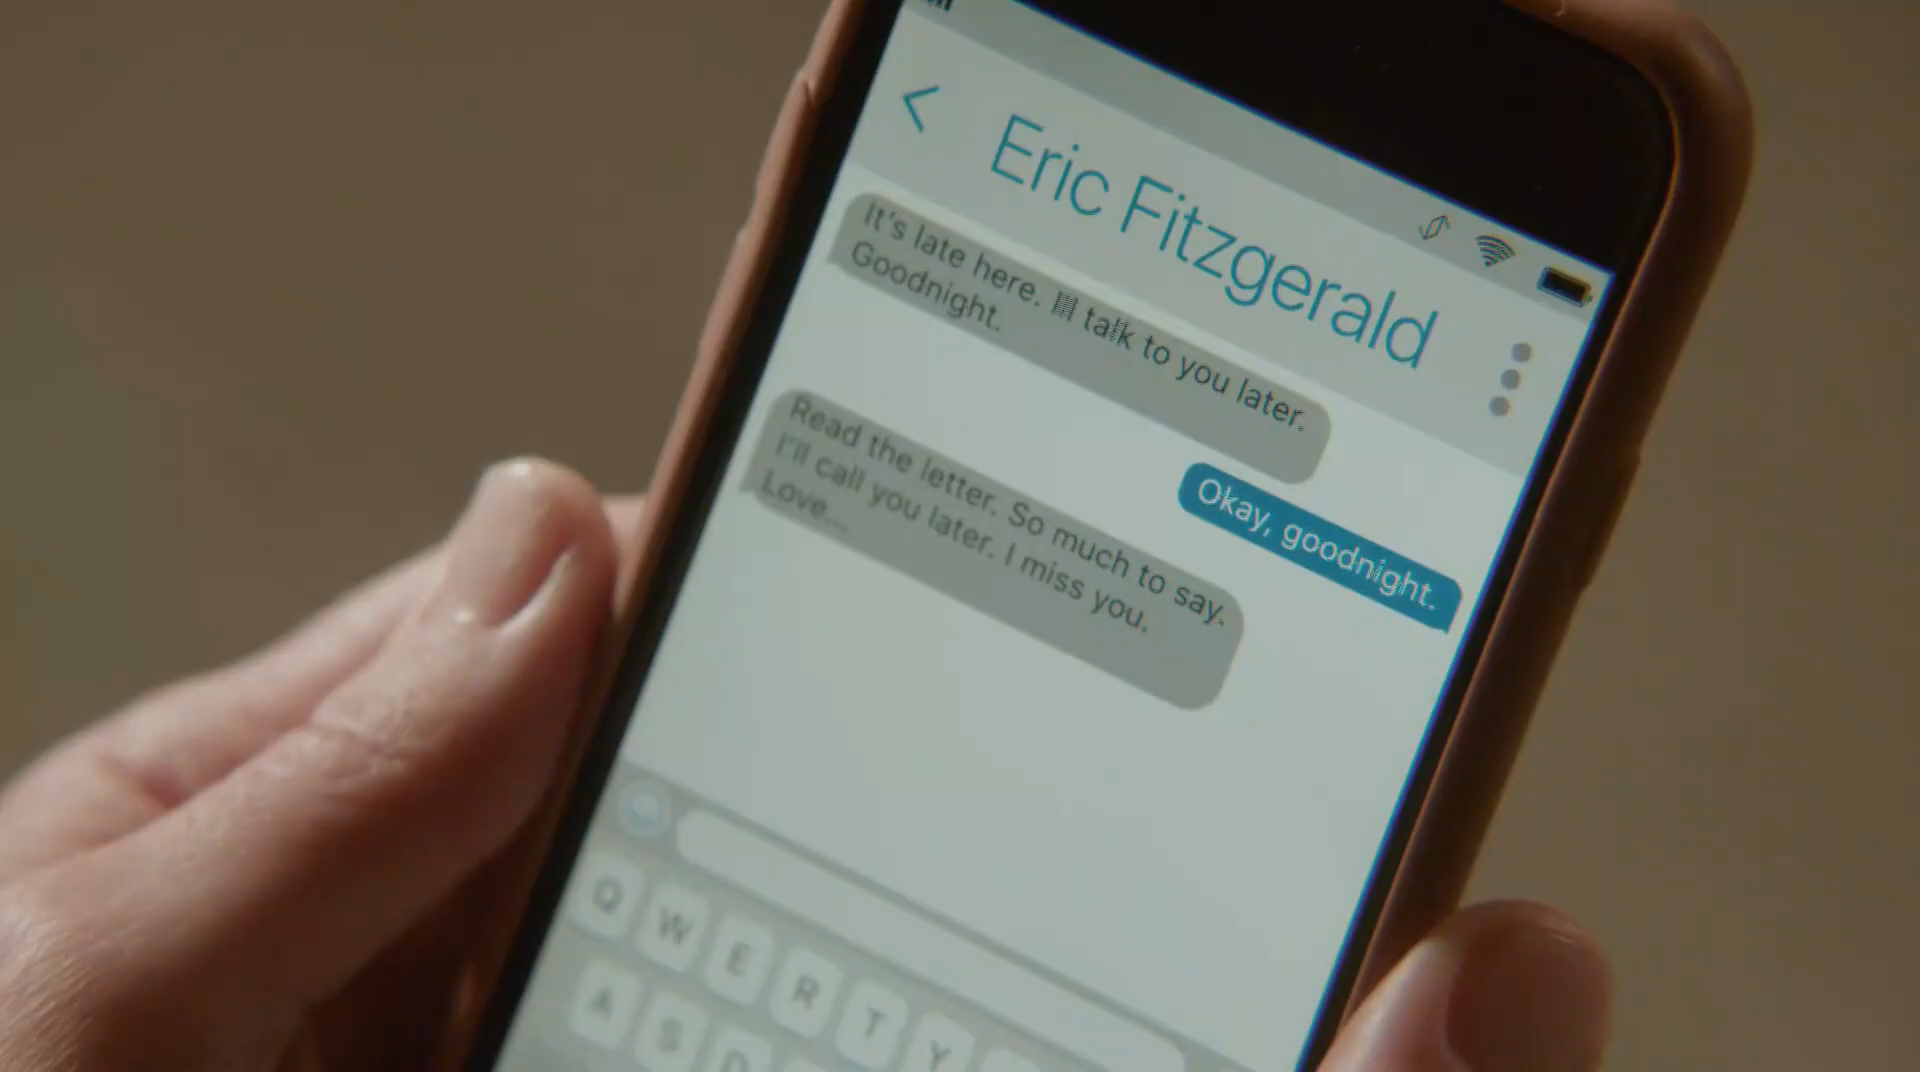 Eric Fitzgerald
It's late here. I'll talk to you later.
Goodnight.
Okay, goodnight.
Read the letter. So much to say.
I'll call you later. I miss you.
Love...
Q W E R T Y
A S D